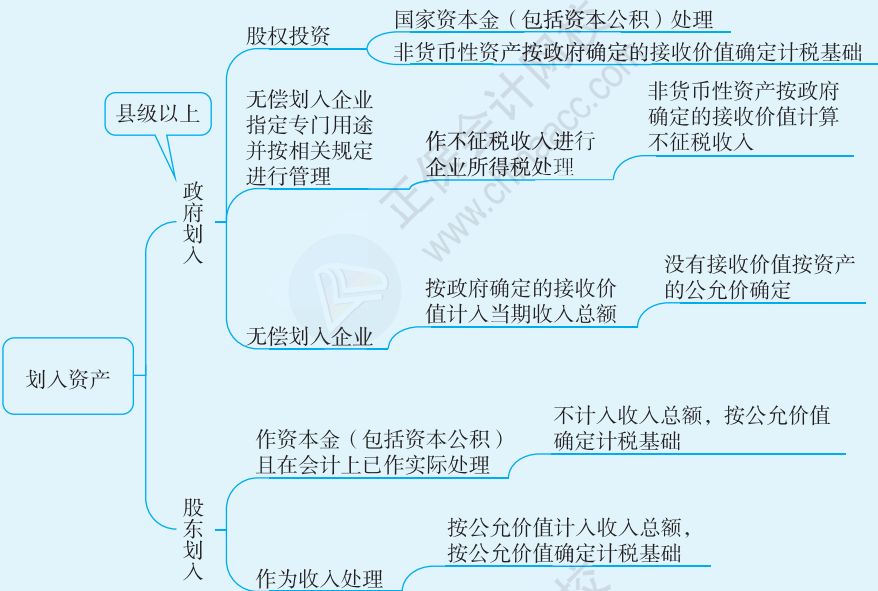 国家资本金（包括资本公积）处理
股权投资
非货币性资产按政府确定的接收价值确定计税基础
县级以上
无偿划入企业
指定专门用途
并按相关规定
进行管理
作不征税收入进行
企业所得税处理
非货币性资产按政府
确定的接收价值计算
不征税收入
政府划入
无偿划入企业
按政府确定的接收价
值计入当期收入总额
没有接收价值按资产
的公允价确定
划入资产
作资本金（包括资本公积）
且在会计上已作实际处理
不计入收入总额，按公允价值
确定计税基础
股东划入
作为收入处理
按公允价值计入收入总额，
按公允价值确定计税基础
正保会计网校
www.chinaacc.com
校